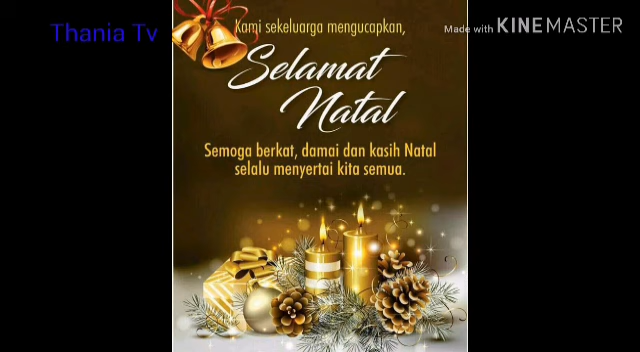 Thania Tv
Made with KINEMASTER
Kami sekeluarga mengucapkan,
Selamat
Natal
Semoga berkat, damai dan kasih Natal
selalu menyertai kita semua.